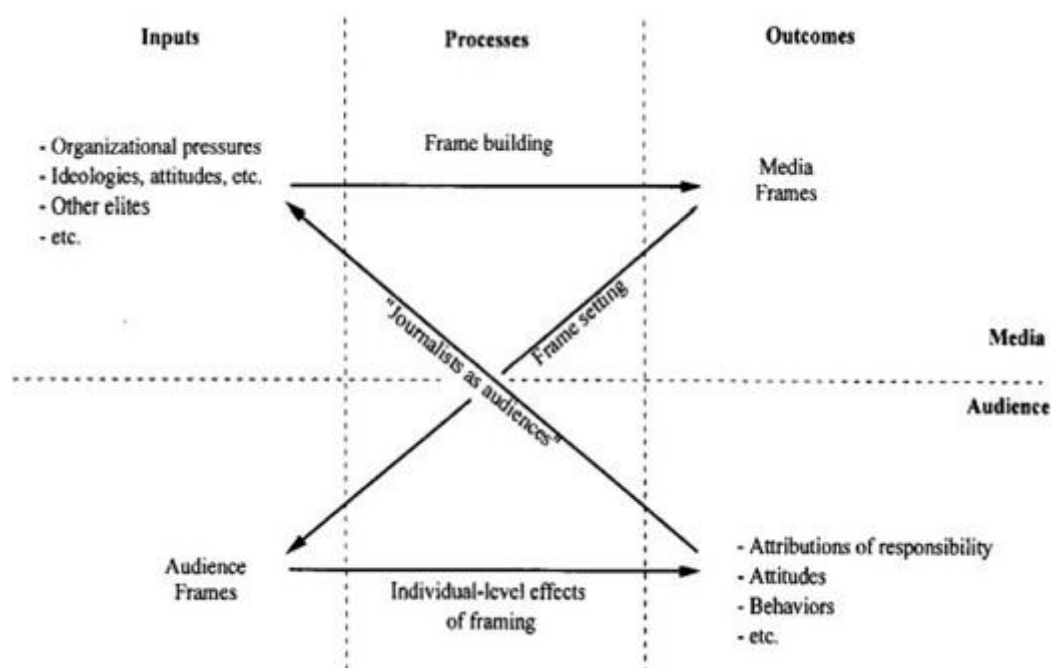 Inputs
Processes
Outcomes
- Organizational pressures
- Ideologies, attitudes, etc.
- Other elites
- etc.
Frame building
Media
Frames
"Journalists as audiences"
Frame setting
Media
Audience
Audience
Frames
Individual-level effects
of framing
- Attributions of responsibility
- Attitudes
- Behaviors
- etc.